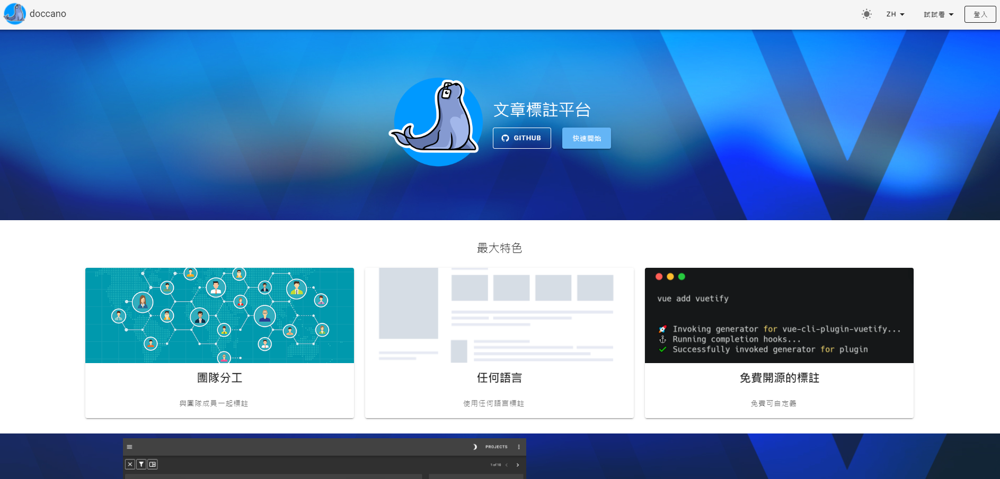 doccano
ZH
試試看
登入
文章標註平台
GITHUB
快速開始
最大特色
vue add vuetify
Invoking generator for vue-cli-plugin-vuetify...
Running completion hooks...
Successfully invoked generator for plugin
團隊分工
任何語言
免費開源的標註
與團隊成員一起標註
使用任何語言標註
免費可自定義
PROJECTS
1 of 10